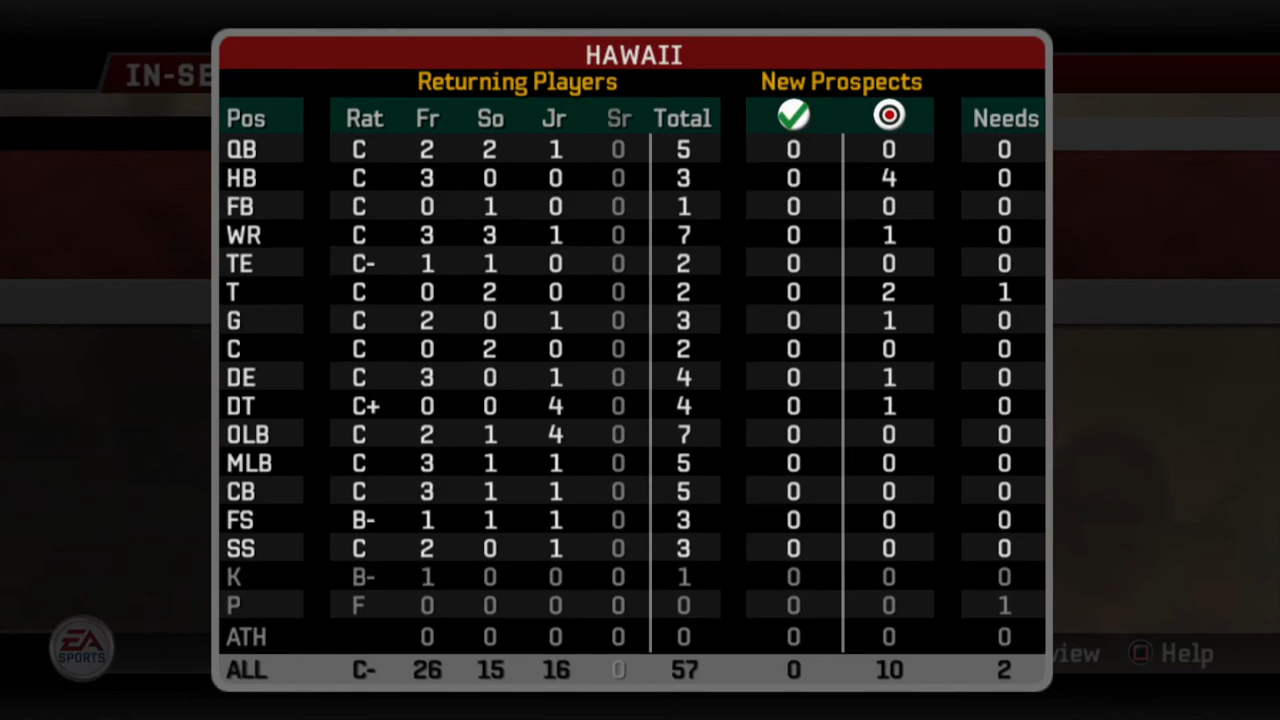 HAWAII
IN-SE
Returning Players New Prospects
Pos Rat Fr So Jr Sr Total Needs
QB C 2 2 1 0 5 0 0 0
HB C 3 0 0 0 3 0 4 0
FB C 0 1 0 0 1 0 0 0
WR C 3 3 1 0 7 0 1 0
TE C- 1 1 0 0 2 0 0 0
T C 0 2 0 0 2 0 2 1
G C 2 0 1 0 3 0 1 0
C C 0 2 0 0 2 0 0 0
DE C 3 0 1 0 4 0 1 0
DT C+ 0 0 4 0 4 0 1 0
OLB C 2 1 4 0 7 0 0 0
MLB C 3 1 1 0 5 0 0 0
CB C 3 1 1 0 5 0 0 0
FS B- 1 1 1 0 3 0 0 0
SS C 2 0 1 0 3 0 0 0
K B- 1 0 0 0 1 0 0 0
P F 0 0 0 0 0 0 0 1
ATH 0 0 0 0 0 0 0 0
ALL C- 26 15 16 0 57 0 10 2
EA SPORTS
view Help